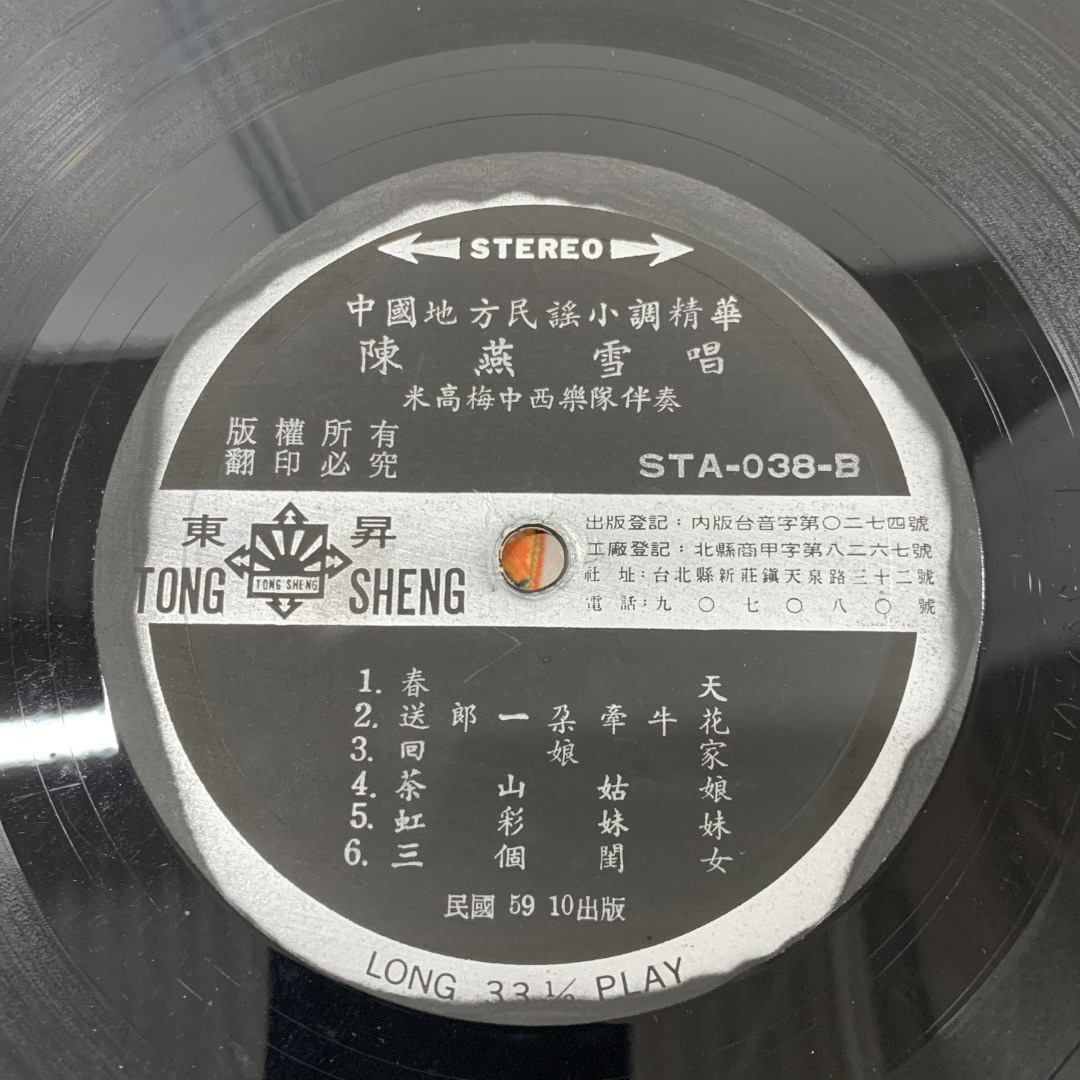 STEREO
中國地方民謠小調精華
陳燕雪唱
米高梅中西樂隊伴奏
版權所有
翻印必究
STA-038-B
東昇
TONG SHENG
TONG SHENG
出版登記：內版台音字第〇二七四號
工廠登記：北縣商甲字第八二六七號
社址：台北縣新莊鎮天泉路三十二號
電話：九〇七〇八〇號
1. 春天
2. 送郎一朵牽牛花
3. 回娘家
4. 茶山姑娘
5. 虹彩妹妹
6. 三個閨女
民國 59 10出版
LONG 33⅓ PLAY